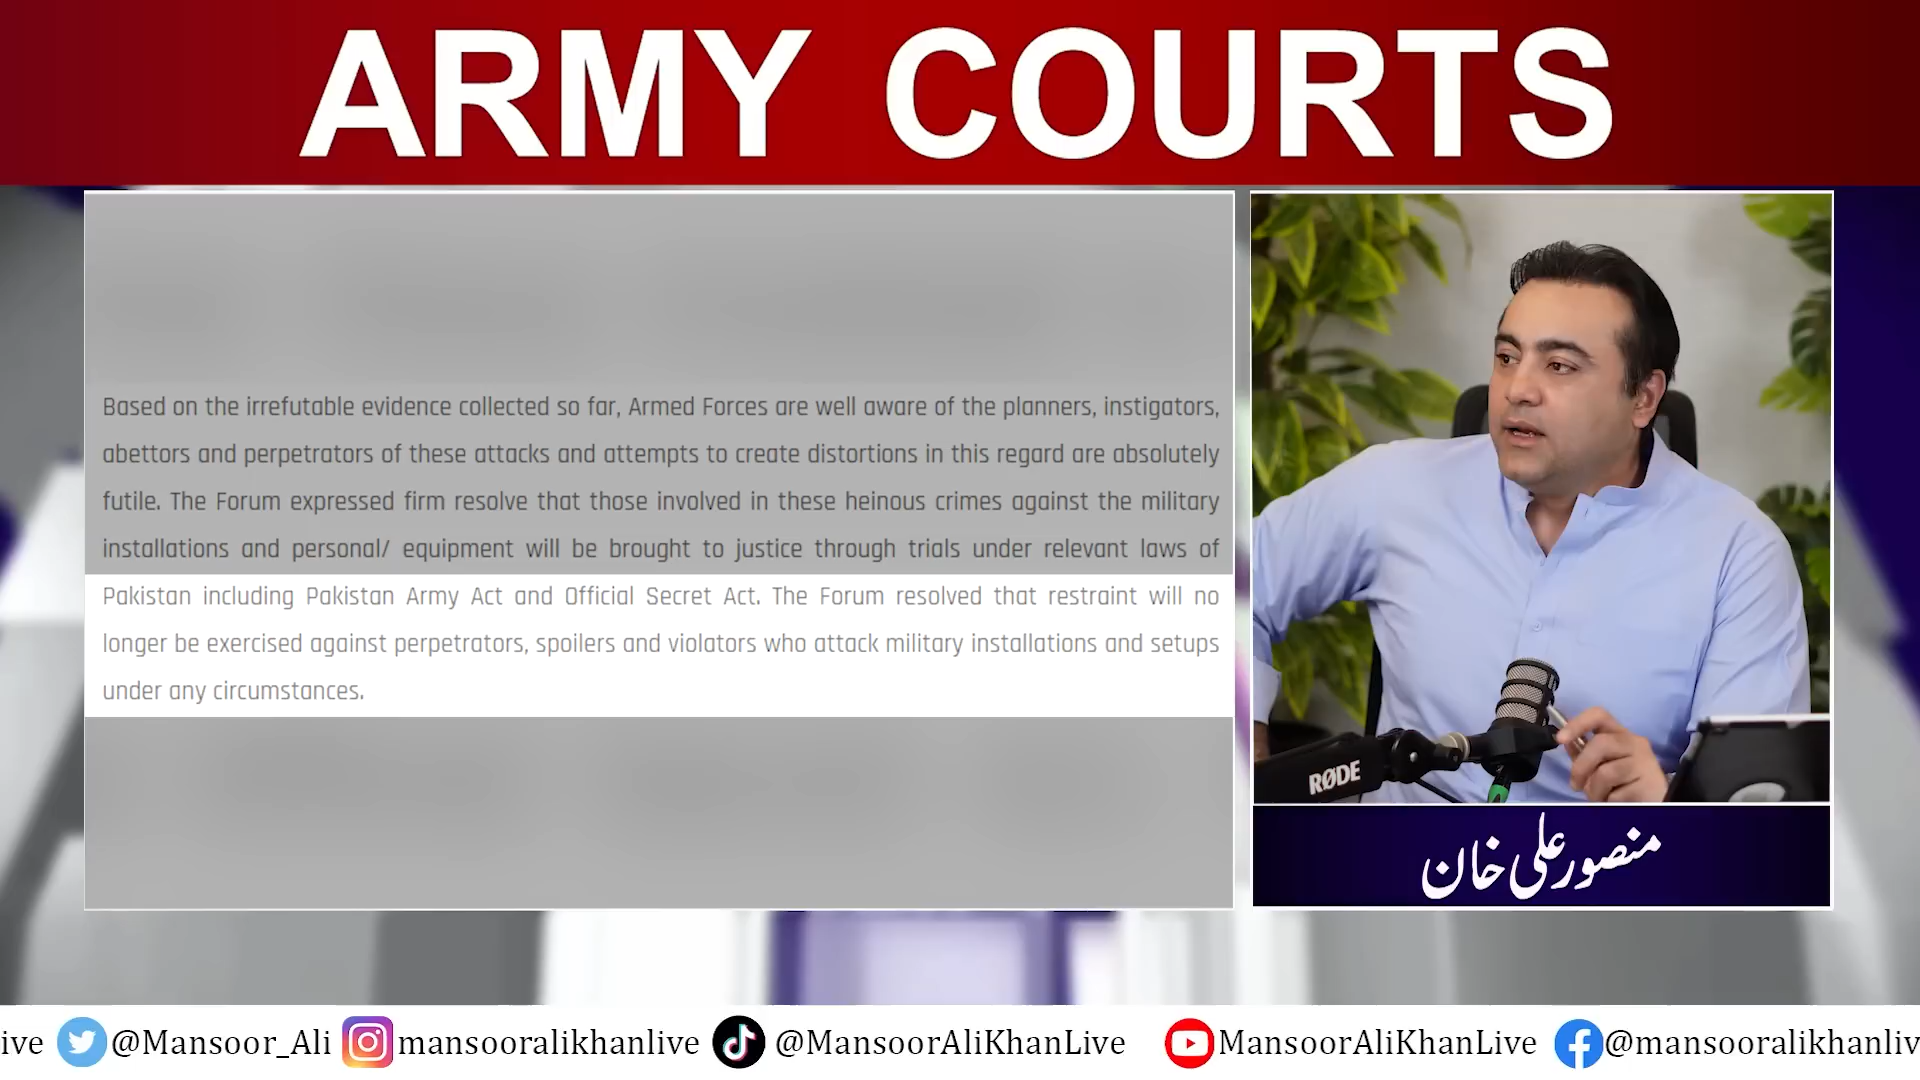 ARMY COURTS
Based on the irrefutable evidence collected so far, Armed Forces are well aware of the planners, instigators,
abettors and perpetrators of these attacks and attempts to create distortions in this regard are absolutely
futile. The Forum expressed firm resolve that those involved in these heinous crimes against the military
installations and personal/ equipment will be brought to justice through trials under relevant laws of
Pakistan including Pakistan Army Act and Official Secret Act. The Forum resolved that restraint will no
longer be exercised against perpetrators, spoilers and violators who attack military installations and setups
under any circumstances.
RØDE
منصور علی خان
ive @Mansoor_Ali mansooralikhanlive @MansoorAliKhanLive MansoorAliKhanLive @mansooralikhanliv